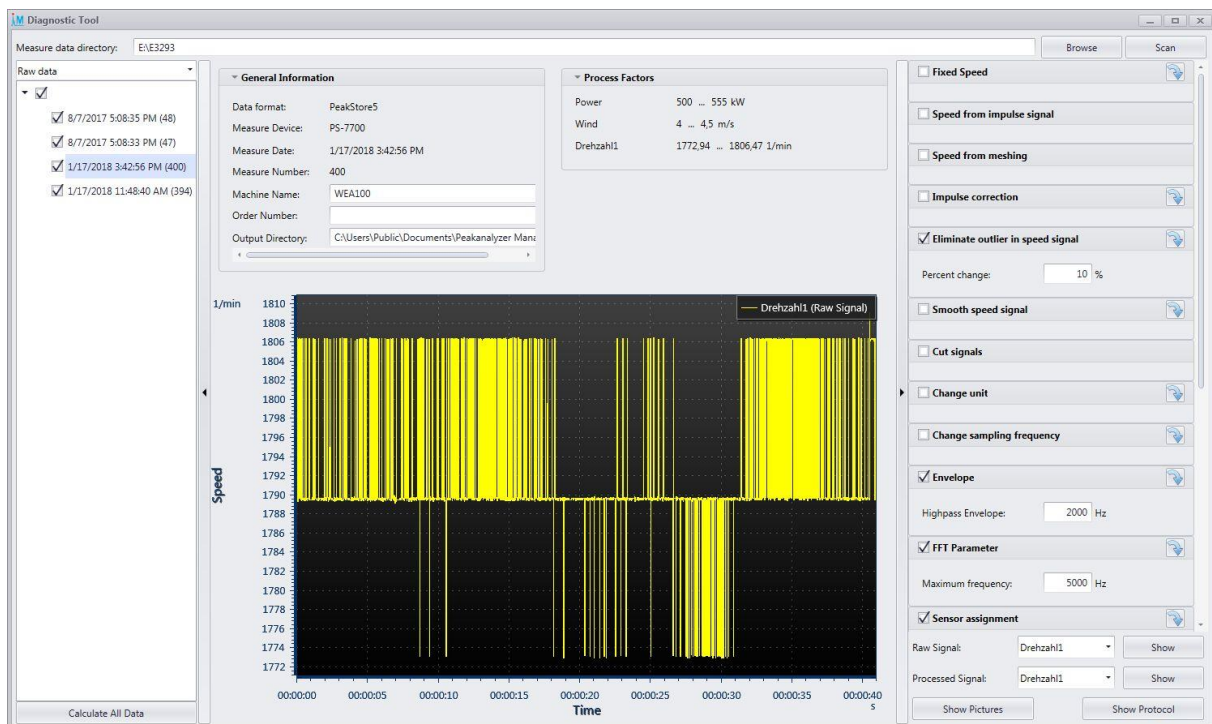 Diagnostic Tool
Measure data directory: E:\E3293 Browse Scan
Raw data
8/7/2017 5:08:35 PM (48)
8/7/2017 5:08:33 PM (47)
1/17/2018 3:42:56 PM (400)
1/17/2018 11:48:40 AM (394)
Calculate All Data
General Information
Data format: PeakStore5
Measure Device: PS-7700
Measure Date: 1/17/2018 3:42:56 PM
Measure Number: 400
Machine Name: WEA100
Order Number:
Output Directory: C:\Users\Public\Documents\Peakanalyzer Mana
Process Factors
Power 500 ... 555 kW
Wind 4 ... 4,5 m/s
Drehzahl1 1772,94 ... 1806,47 1/min
1/min
Drehzahl1 (Raw Signal)
1810
1808
1806
1804
1802
1800
1798
1796
1794
1792
1790
1788
1786
1784
1782
1780
1778
1776
1774
1772
Speed
00:00:00 00:00:05 00:00:10 00:00:15 00:00:20 00:00:25 00:00:30 00:00:35 00:00:40
Time s
Fixed Speed
Speed from impulse signal
Speed from meshing
Impulse correction
Eliminate outlier in speed signal
Percent change: 10 %
Smooth speed signal
Cut signals
Change unit
Change sampling frequency
Envelope
Highpass Envelope: 2000 Hz
FFT Parameter
Maximum frequency: 5000 Hz
Sensor assignment
Raw Signal: Drehzahl1 Show
Processed Signal: Drehzahl1 Show
Show Pictures Show Protocol